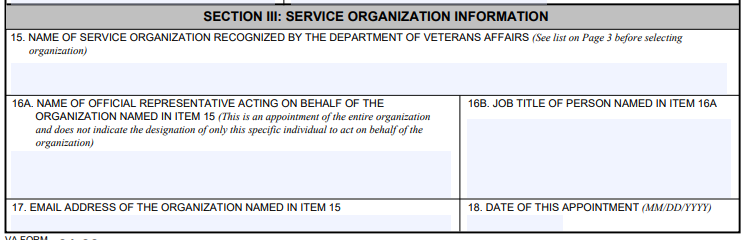 SECTION III: SERVICE ORGANIZATION INFORMATION
15. NAME OF SERVICE ORGANIZATION RECOGNIZED BY THE DEPARTMENT OF VETERANS AFFAIRS (See list on Page 3 before selecting
organization)
16A. NAME OF OFFICIAL REPRESENTATIVE ACTING ON BEHALF OF THE
ORGANIZATION NAMED IN ITEM 15 (This is an appointment of the entire organization
and does not indicate the designation of only this specific individual to act on behalf of the
organization)
16B. JOB TITLE OF PERSON NAMED IN ITEM 16A
17. EMAIL ADDRESS OF THE ORGANIZATION NAMED IN ITEM 15
18. DATE OF THIS APPOINTMENT (MM/DD/YYYY)
VA FORM